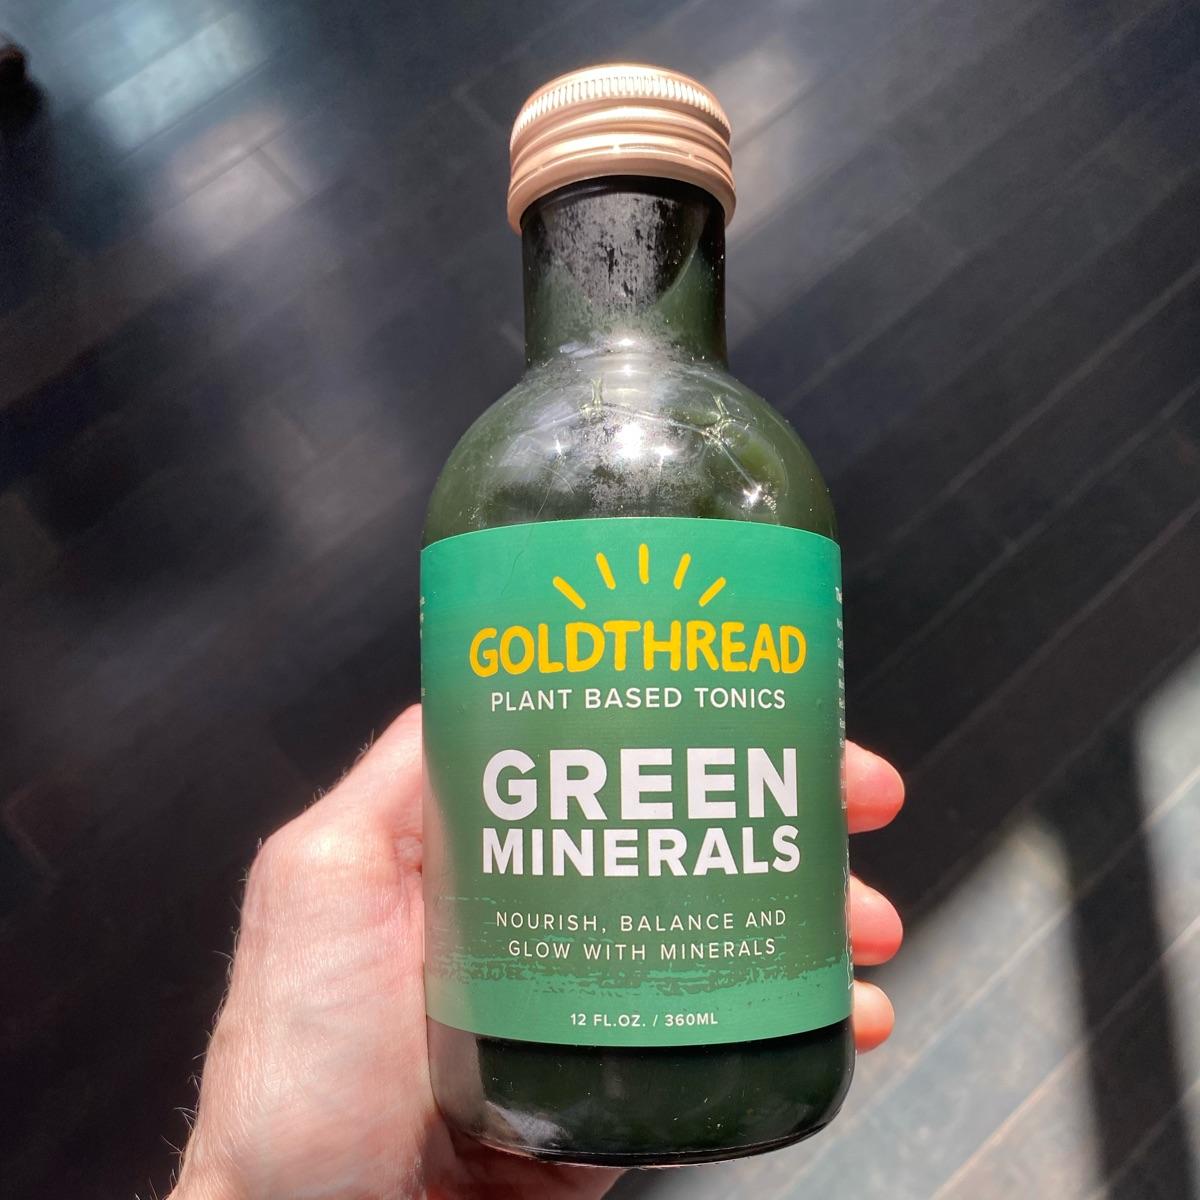 GOLDTHREAD
PLANT BASED TONICS
GREEN
MINERALS
NOURISH, BALANCE AND
GLOW WITH MINERALS
12 FL.OZ. / 360ML